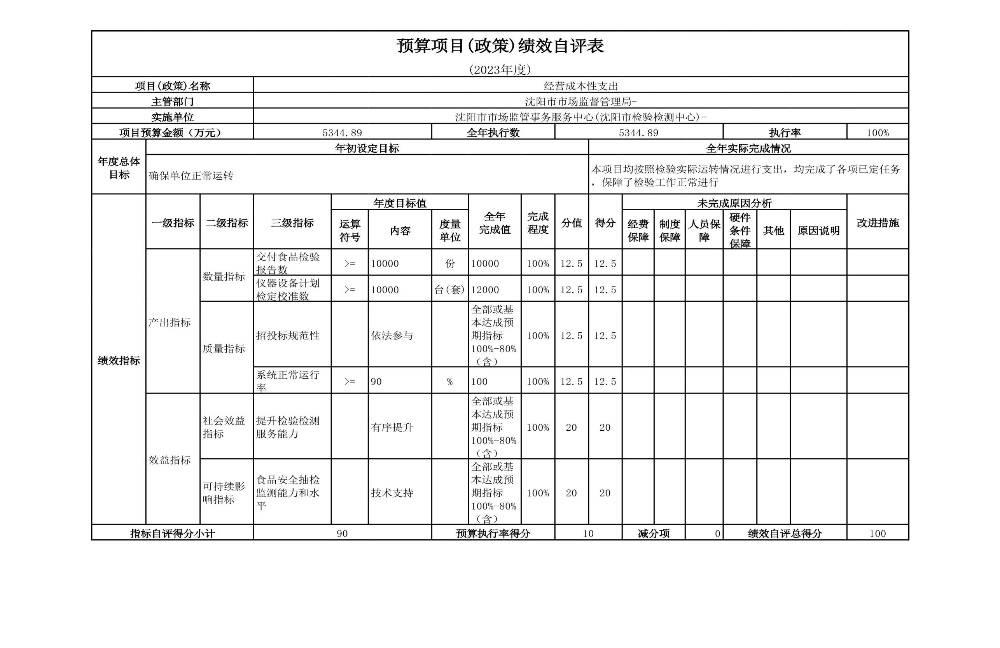 预算项目(政策)绩效自评表
(2023年度)
项目(政策)名称 经营成本性支出
主管部门 沈阳市市场监督管理局-
实施单位 沈阳市市场监管事务服务中心(沈阳市检验检测中心)-
项目预算金额（万元） 5344.89 全年执行数 5344.89 执行率 100%
年度总体
目标
年初设定目标 全年实际完成情况
确保单位正常运转
本项目均按照检验实际运转情况进行支出，均完成了各项已定任务
，保障了检验工作正常进行
绩效指标
一级指标 二级指标 三级指标
年度目标值
运算
符号
内容
度量
单位
全年
完成值
完成
程度
分值 得分
未完成原因分析
经费
保障
制度
保障
人员保
障
硬件
条件
保障
其他 原因说明
改进措施
产出指标
数量指标
交付食品检验
报告数
>= 10000 份 10000 100% 12.5 12.5
仪器设备计划
检定校准数
>= 10000 台(套) 12000 100% 12.5 12.5
质量指标
招投标规范性 依法参与
全部或基
本达成预
期指标
100%-80%
（含）
100% 12.5 12.5
系统正常运行
率
>= 90 % 100 100% 12.5 12.5
效益指标
社会效益
指标
提升检验检测
服务能力
有序提升
全部或基
本达成预
期指标
100%-80%
（含）
100% 20 20
可持续影
响指标
食品安全抽检
监测能力和水
平
技术支持
全部或基
本达成预
期指标
100%-80%
（含）
100% 20 20
指标自评得分小计 90 预算执行率得分 10 减分项 0 绩效自评总得分 100